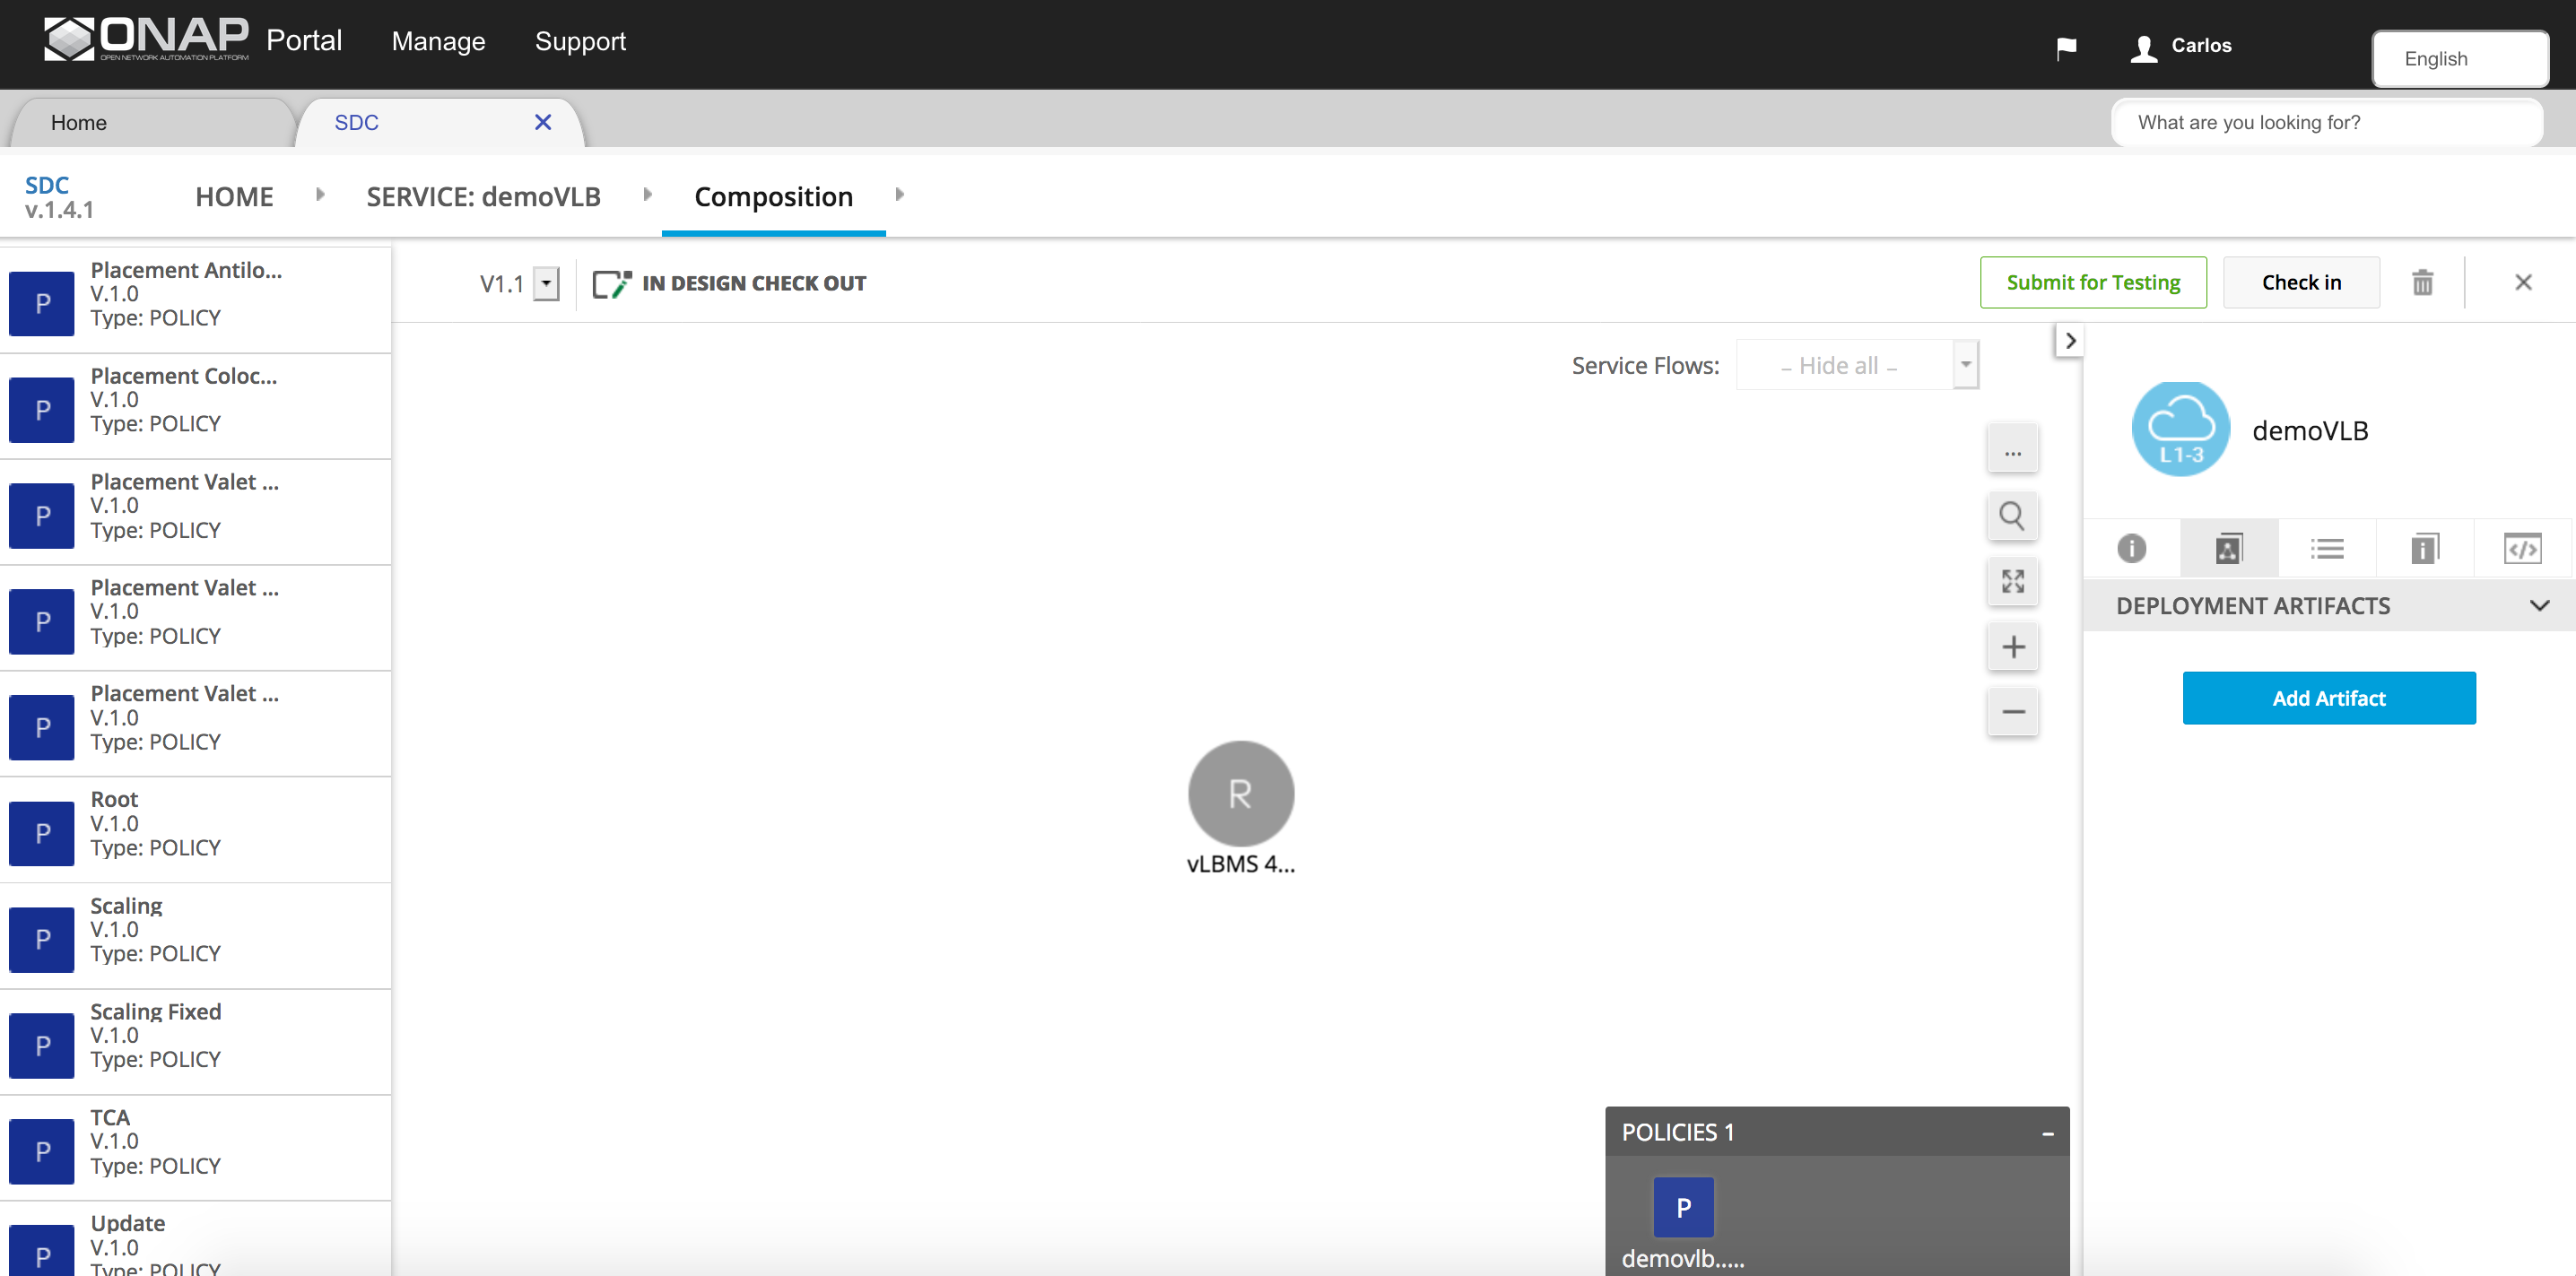 ONAP
OPEN NETWORK AUTOMATION PLATFORM
Portal
Manage
Support
Carlos
English
Home
SDC
What are you looking for?
SDC
v.1.4.1
HOME
SERVICE: demoVLB
Composition
P
Placement Antilo...
V.1.0
Type: POLICY
P
Placement Coloc...
V.1.0
Type: POLICY
P
Placement Valet ...
V.1.0
Type: POLICY
P
Placement Valet ...
V.1.0
Type: POLICY
P
Placement Valet ...
V.1.0
Type: POLICY
P
Root
V.1.0
Type: POLICY
P
Scaling
V.1.0
Type: POLICY
P
Scaling Fixed
V.1.0
Type: POLICY
P
TCA
V.1.0
Type: POLICY
P
Update
V.1.0
Type: POLICY
V1.1
IN DESIGN CHECK OUT
Submit for Testing
Check in
Service Flows:
– Hide all –
...
R
vLBMS 4...
POLICIES 1
P
demovlb.....
L1-3
demoVLB
DEPLOYMENT ARTIFACTS
Add Artifact